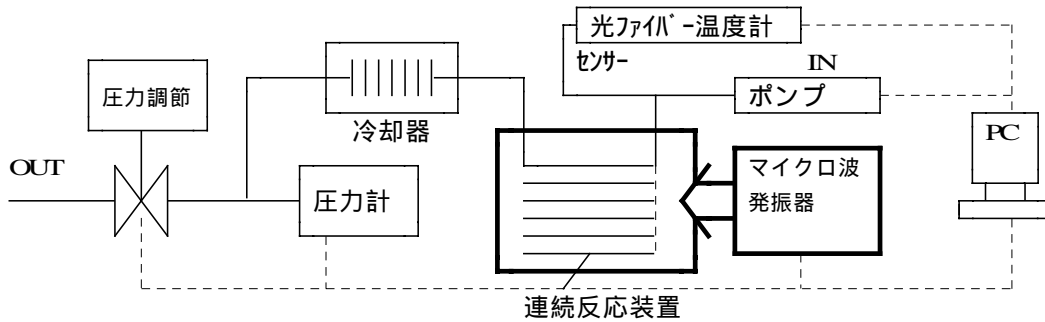 光ファイバー温度計
センサー
IN
ポンプ
圧力調節
冷却器
PC
OUT
圧力計
マイクロ波
発振器
連続反応装置